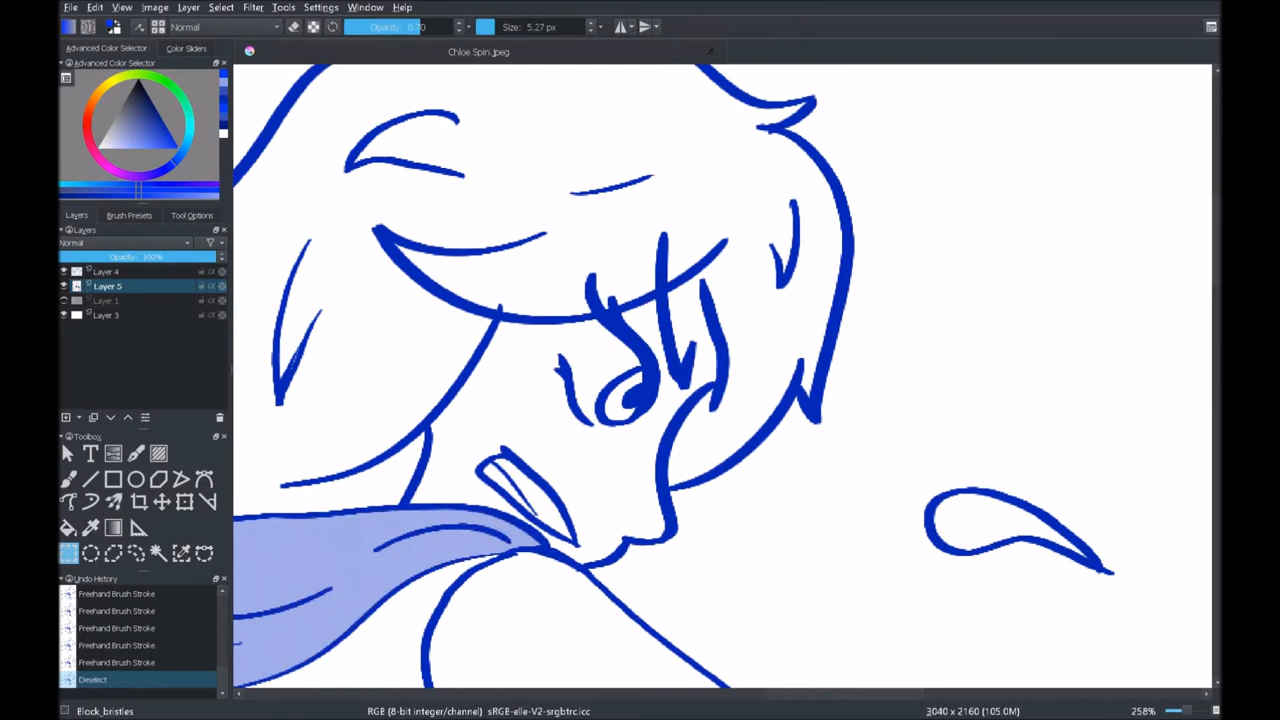 File Edit View Image Layer Select Filter Tools Settings Window Help
Normal Opacity: 0.70 Size: 5.27 px
Advanced Color Selector Color Sliders Chloe Spin.jpeg
Advanced Color Selector
Layers Brush Presets Tool Options
Layers
Normal
Opacity: 100%
Layer 4
Layer 5
Layer 1
Layer 3
Toolbox
Undo History
Freehand Brush Stroke
Freehand Brush Stroke
Freehand Brush Stroke
Freehand Brush Stroke
Freehand Brush Stroke
Deselect
Block_bristles RGB (8-bit integer/channel) sRGB-elle-V2-srgbtrc.icc 3040 x 2160 (105.0M) 258%